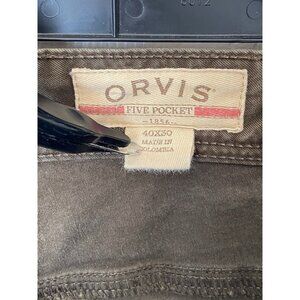 ORVIS
FIVE POCKET
1856
40X30
MADE IN
COLOMBIA